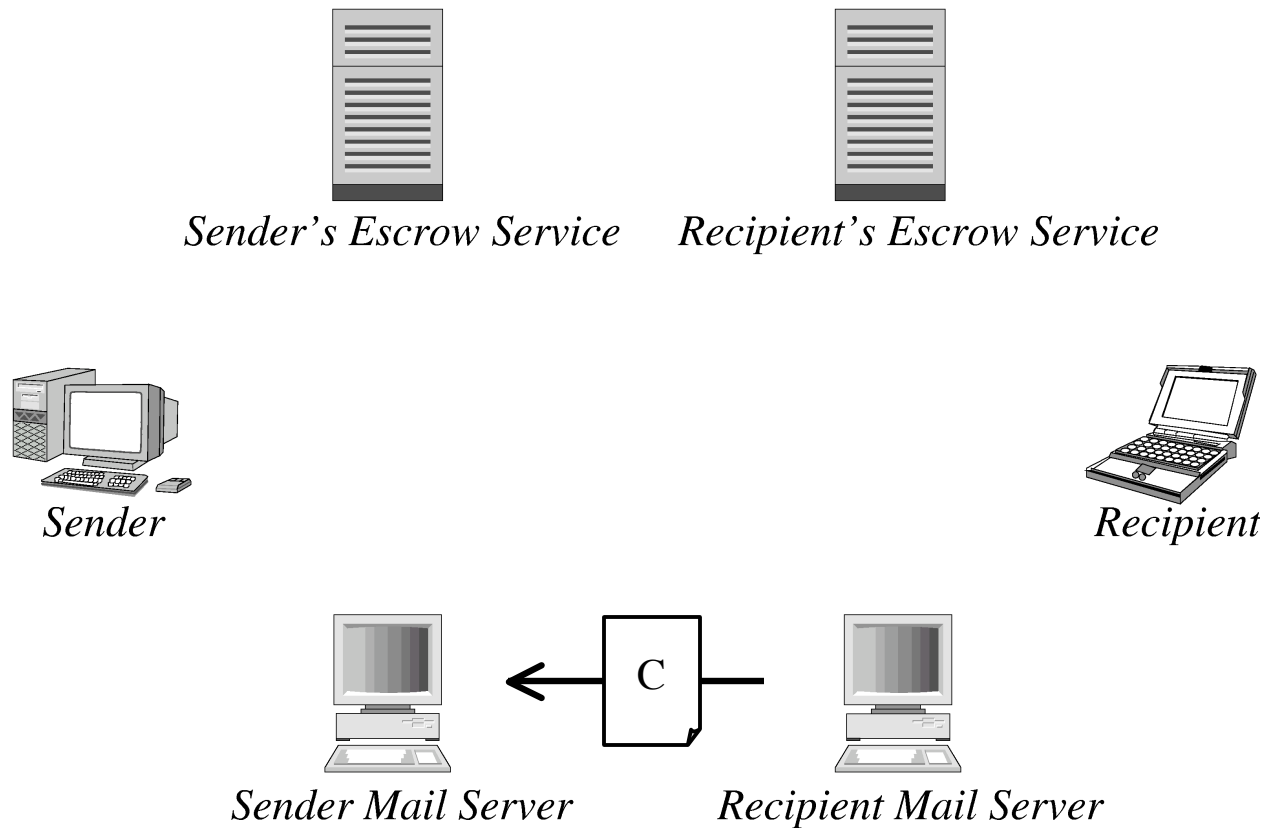 Sender’s Escrow Service
Recipient’s Escrow Service
Sender
Recipient
C
Sender Mail Server
Recipient Mail Server